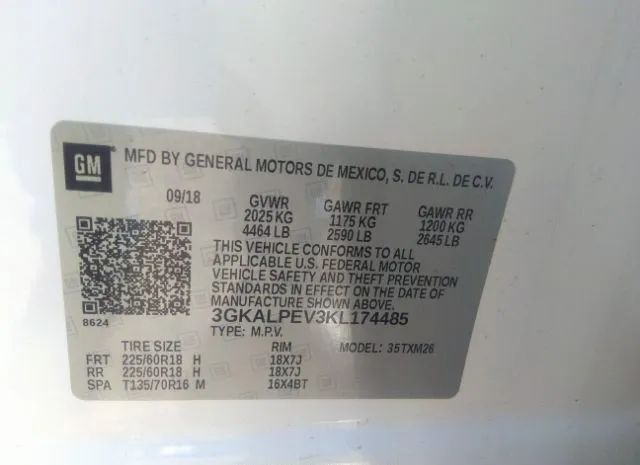 GM
MFD BY GENERAL MOTORS DE MEXICO, S. DE R.L. DE C.V.
09/18 GVWR GAWR FRT GAWR RR
2025 KG 1175 KG 1200 KG
4464 LB 2590 LB 2645 LB
THIS VEHICLE CONFORMS TO ALL
APPLICABLE U.S. FEDERAL MOTOR
VEHICLE SAFETY AND THEFT PREVENTION
STANDARDS IN EFFECT ON THE DATE
OF MANUFACTURE SHOWN ABOVE.
8624
3GKALPEV3KL174485
TYPE: M.P.V.
TIRE SIZE RIM MODEL: 35TXM26
FRT 225/60R18 H 18X7J
RR 225/60R18 H 18X7J
SPA T135/70R16 M 16X4BT